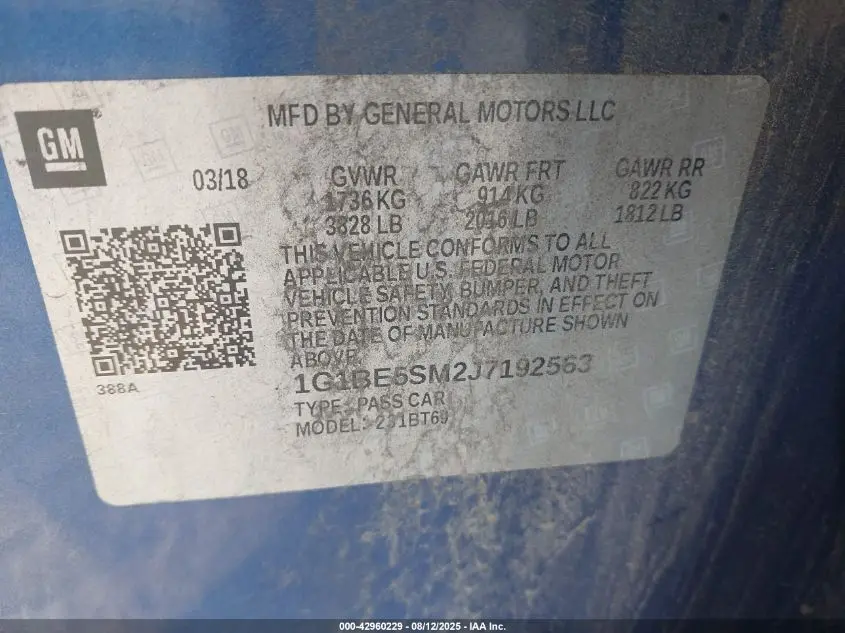 MFD BY GENERAL MOTORS LLC
GM
03/18
GVWR GAWR FRT GAWR RR
1736 KG 914 KG 822 KG
3828 LB 2016 LB 1812 LB
THIS VEHICLE CONFORMS TO ALL
APPLICABLE U.S. FEDERAL MOTOR
VEHICLE SAFETY, BUMPER, AND THEFT
PREVENTION STANDARDS IN EFFECT ON
THE DATE OF MANUFACTURE SHOWN
ABOVE.
388A
1G1BE5SM2J7192563
TYPE: PASS CAR
MODEL:
000-42960229 - 08/12/2025 - IAA Inc.